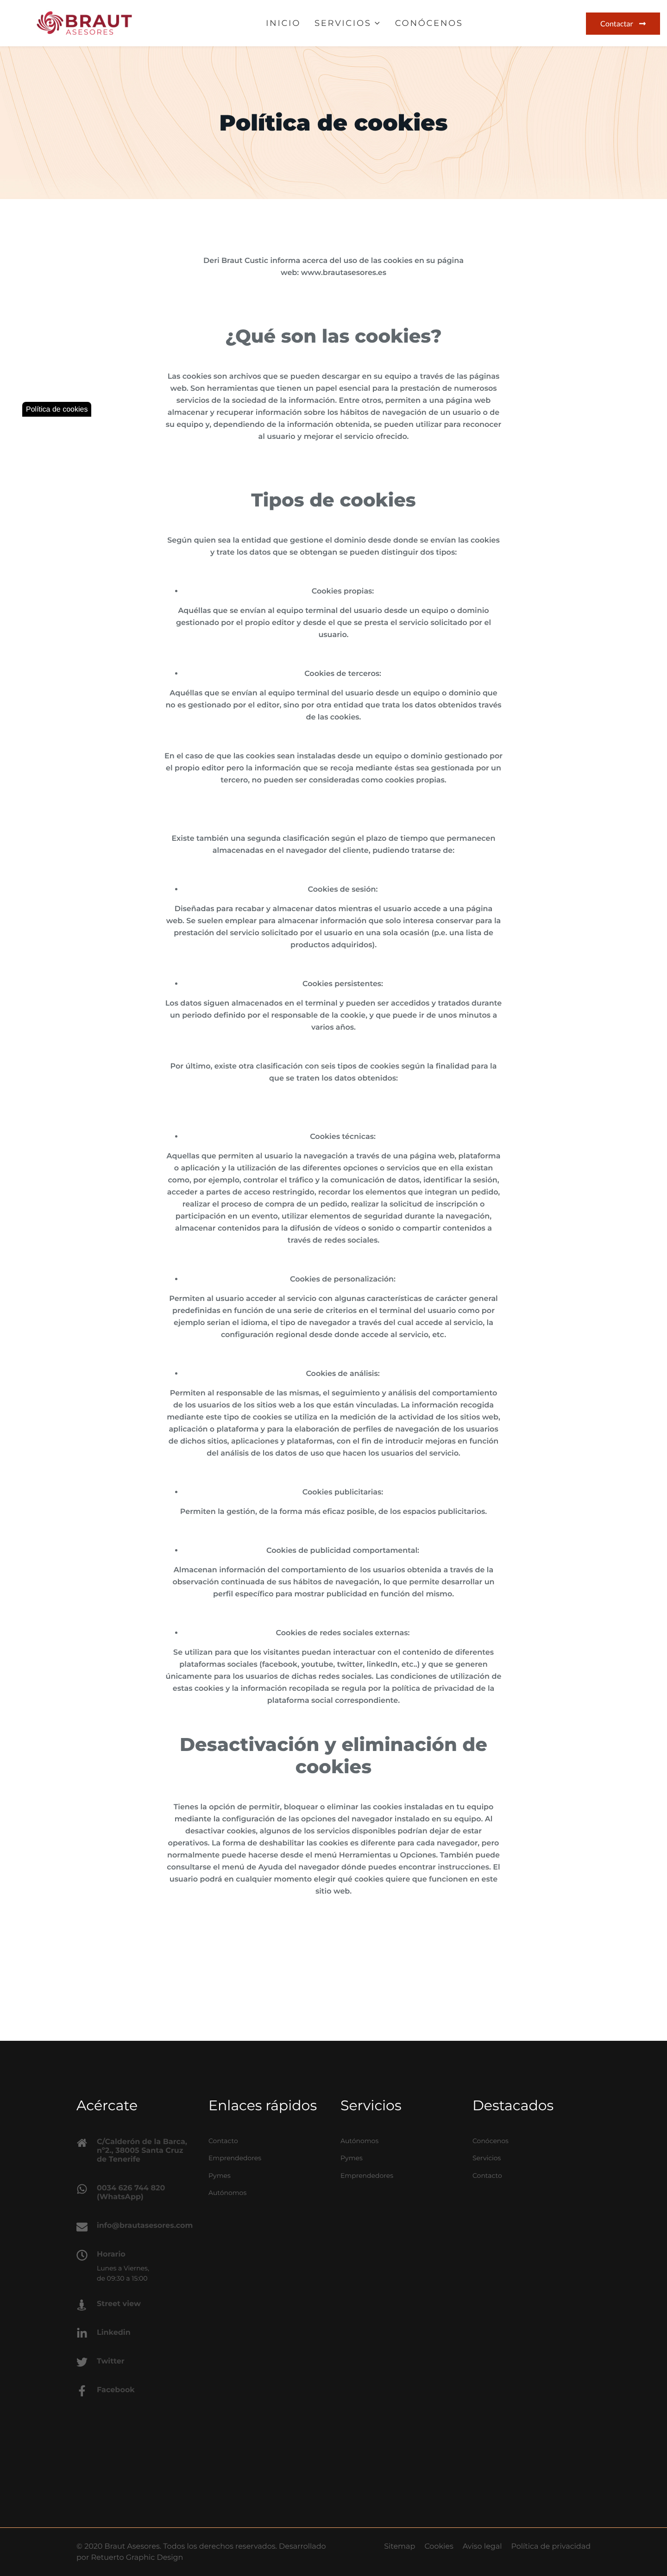 BRAUT
ASESORES
INICIO SERVICIOS CONÓCENOS
Contactar
Política de cookies
Deri Braut Custic informa acerca del uso de las cookies en su página
web: www.brautasesores.es
¿Qué son las cookies?
Las cookies son archivos que se pueden descargar en su equipo a través de las páginas
web. Son herramientas que tienen un papel esencial para la prestación de numerosos
servicios de la sociedad de la información. Entre otros, permiten a una página web
almacenar y recuperar información sobre los hábitos de navegación de un usuario o de
su equipo y, dependiendo de la información obtenida, se pueden utilizar para reconocer
al usuario y mejorar el servicio ofrecido.
Política de cookies
Tipos de cookies
Según quien sea la entidad que gestione el dominio desde donde se envían las cookies
y trate los datos que se obtengan se pueden distinguir dos tipos:
• Cookies propias:
Aquéllas que se envían al equipo terminal del usuario desde un equipo o dominio
gestionado por el propio editor y desde el que se presta el servicio solicitado por el
usuario.
• Cookies de terceros:
Aquéllas que se envían al equipo terminal del usuario desde un equipo o dominio que
no es gestionado por el editor, sino por otra entidad que trata los datos obtenidos través
de las cookies.
En el caso de que las cookies sean instaladas desde un equipo o dominio gestionado por
el propio editor pero la información que se recoja mediante éstas sea gestionada por un
tercero, no pueden ser consideradas como cookies propias.
Existe también una segunda clasificación según el plazo de tiempo que permanecen
almacenadas en el navegador del cliente, pudiendo tratarse de:
• Cookies de sesión:
Diseñadas para recabar y almacenar datos mientras el usuario accede a una página
web. Se suelen emplear para almacenar información que solo interesa conservar para la
prestación del servicio solicitado por el usuario en una sola ocasión (p.e. una lista de
productos adquiridos).
• Cookies persistentes:
Los datos siguen almacenados en el terminal y pueden ser accedidos y tratados durante
un periodo definido por el responsable de la cookie, y que puede ir de unos minutos a
varios años.
Por último, existe otra clasificación con seis tipos de cookies según la finalidad para la
que se traten los datos obtenidos:
• Cookies técnicas:
Aquellas que permiten al usuario la navegación a través de una página web, plataforma
o aplicación y la utilización de las diferentes opciones o servicios que en ella existan
como, por ejemplo, controlar el tráfico y la comunicación de datos, identificar la sesión,
acceder a partes de acceso restringido, recordar los elementos que integran un pedido,
realizar el proceso de compra de un pedido, realizar la solicitud de inscripción o
participación en un evento, utilizar elementos de seguridad durante la navegación,
almacenar contenidos para la difusión de vídeos o sonido o compartir contenidos a
través de redes sociales.
• Cookies de personalización:
Permiten al usuario acceder al servicio con algunas características de carácter general
predefinidas en función de una serie de criterios en el terminal del usuario como por
ejemplo serian el idioma, el tipo de navegador a través del cual accede al servicio, la
configuración regional desde donde accede al servicio, etc.
• Cookies de análisis:
Permiten al responsable de las mismas, el seguimiento y análisis del comportamiento
de los usuarios de los sitios web a los que están vinculadas. La información recogida
mediante este tipo de cookies se utiliza en la medición de la actividad de los sitios web,
aplicación o plataforma y para la elaboración de perfiles de navegación de los usuarios
de dichos sitios, aplicaciones y plataformas, con el fin de introducir mejoras en función
del análisis de los datos de uso que hacen los usuarios del servicio.
• Cookies publicitarias:
Permiten la gestión, de la forma más eficaz posible, de los espacios publicitarios.
• Cookies de publicidad comportamental:
Almacenan información del comportamiento de los usuarios obtenida a través de la
observación continuada de sus hábitos de navegación, lo que permite desarrollar un
perfil específico para mostrar publicidad en función del mismo.
• Cookies de redes sociales externas:
Se utilizan para que los visitantes puedan interactuar con el contenido de diferentes
plataformas sociales (facebook, youtube, twitter, linkedIn, etc..) y que se generen
únicamente para los usuarios de dichas redes sociales. Las condiciones de utilización de
estas cookies y la información recopilada se regula por la política de privacidad de la
plataforma social correspondiente.
Desactivación y eliminación de
cookies
Tienes la opción de permitir, bloquear o eliminar las cookies instaladas en tu equipo
mediante la configuración de las opciones del navegador instalado en su equipo. Al
desactivar cookies, algunos de los servicios disponibles podrían dejar de estar
operativos. La forma de deshabilitar las cookies es diferente para cada navegador, pero
normalmente puede hacerse desde el menú Herramientas u Opciones. También puede
consultarse el menú de Ayuda del navegador dónde puedes encontrar instrucciones. El
usuario podrá en cualquier momento elegir qué cookies quiere que funcionen en este
sitio web.
Acércate
C/Calderón de la Barca,
nº2., 38005 Santa Cruz
de Tenerife
0034 626 744 820
(WhatsApp)
info@brautasesores.com
Horario
Lunes a Viernes,
de 09:30 a 15:00
Street view
Linkedin
Twitter
Facebook
Enlaces rápidos
Contacto
Emprendedores
Pymes
Autónomos
Servicios
Autónomos
Pymes
Emprendedores
Destacados
Conócenos
Servicios
Contacto
© 2020 Braut Asesores. Todos los derechos reservados. Desarrollado
por Retuerto Graphic Design
Sitemap Cookies Aviso legal Política de privacidad